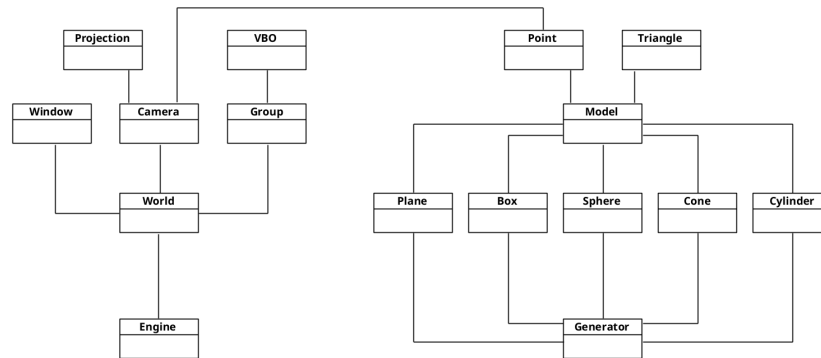 Projection
VBO
Point
Triangle
Window
Camera
Group
Model
World
Plane
Box
Sphere
Cone
Cylinder
Engine
Generator